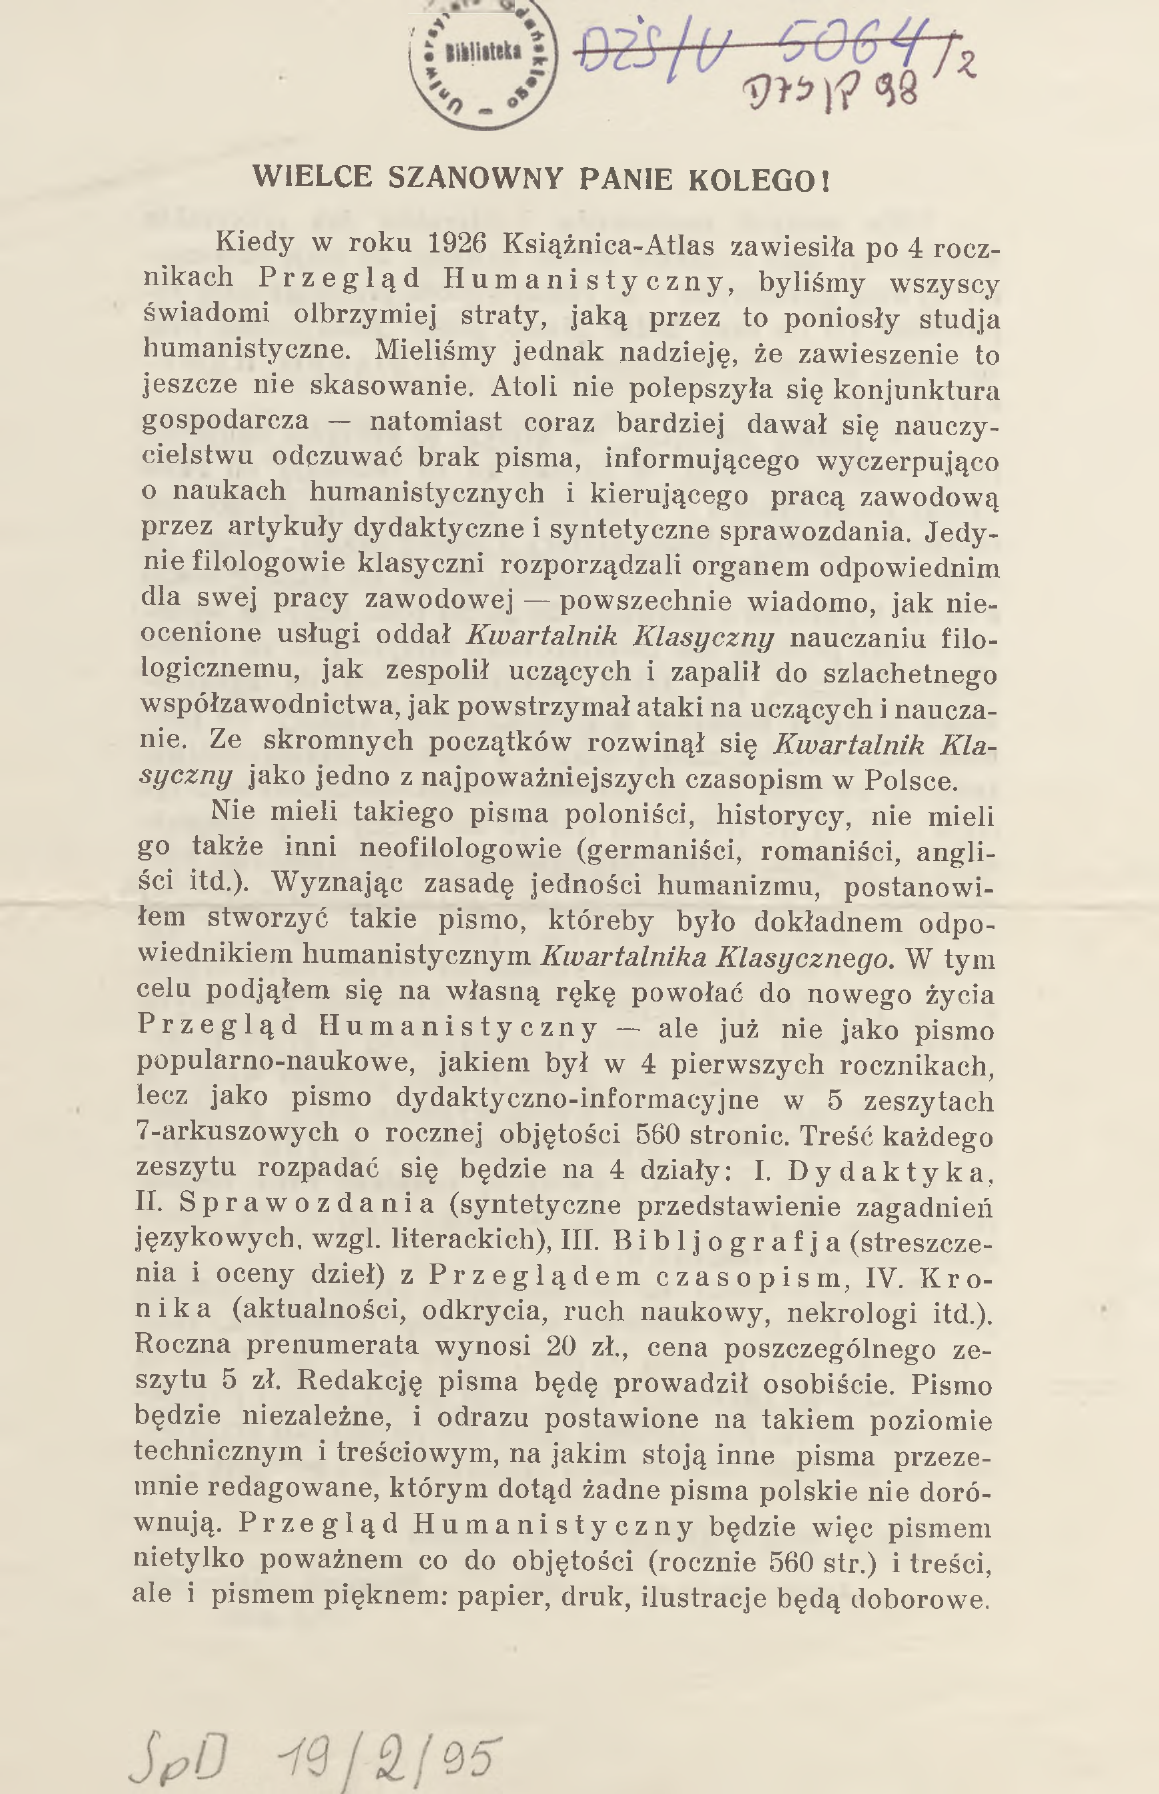 Uniwersytetu Gdańskiego
Biblioteka
DŻS/V 5064/2
DŻS/P 98
WIELCE SZANOWNY PANIE KOLEGO!
Kiedy w roku 1926 Książnica-Atlas zawiesiła po 4 rocz-
nikach Przegląd Humanistyczny, byliśmy wszyscy
świadomi olbrzymiej straty, jaką przez to poniosły studja
humanistyczne. Mieliśmy jednak nadzieję, że zawieszenie to
jeszcze nie skasowanie. Atoli nie polepszyła się konjunktura
gospodarcza — natomiast coraz bardziej dawał się nauczy-
cielstwu odczuwać brak pisma, informującego wyczerpująco
o naukach humanistycznych i kierującego pracą zawodową
przez artykuły dydaktyczne i syntetyczne sprawozdania. Jedy-
nie filologowie klasyczni rozporządzali organem odpowiednim
dla swej pracy zawodowej — powszechnie wiadomo, jak nie-
ocenione usługi oddał Kwartalnik Klasyczny nauczaniu filo-
logicznemu, jak zespolił uczących i zapalił do szlachetnego
współzawodnictwa, jak powstrzymał ataki na uczących i naucza-
nie. Ze skromnych początków rozwinął się Kwartalnik Kla-
syczny jako jedno z najpoważniejszych czasopism w Polsce.
Nie mieli takiego pisma poloniści, historycy, nie mieli
go także inni neofilologowie (germaniści, romaniści, angli-
ści itd.). Wyznając zasadę jedności humanizmu, postanowi-
łem stworzyć takie pismo, któreby było dokładnem odpo-
wiednikiem humanistycznym Kwartalnika Klasycznego. W tym
celu podjąłem się na własną rękę powołać do nowego życia
Przegląd Humanistyczny — ale już nie jako pismo
popularno-naukowe, jakiem był w 4 pierwszych rocznikach,
lecz jako pismo dydaktyczno-informacyjne w 5 zeszytach
7-arkuszowych o rocznej objętości 560 stronic. Treść każdego
zeszytu rozpadać się będzie na 4 działy: I. Dydaktyka,
II. Sprawozdania (syntetyczne przedstawienie zagadnień
językowych, wzgl. literackich), III. Bibljografja (streszcze-
nia i oceny dzieł) z Przeglądem czasopism, IV. Kro-
nika (aktualności, odkrycia, ruch naukowy, nekrologi itd.).
Roczna prenumerata wynosi 20 zł., cena poszczególnego ze-
szytu 5 zł. Redakcję pisma będę prowadził osobiście. Pismo
będzie niezależne, i odrazu postawione na takiem poziomie
technicznym i treściowym, na jakim stoją inne pisma przeze-
mnie redagowane, którym dotąd żadne pisma polskie nie doró-
wnują. Przegląd Humanistyczny będzie więc pismem
nietylko poważnem co do objętości (rocznie 560 str.) i treści,
ale i pismem pięknem: papier, druk, ilustracje będą doborowe.
SpD 19/2/95